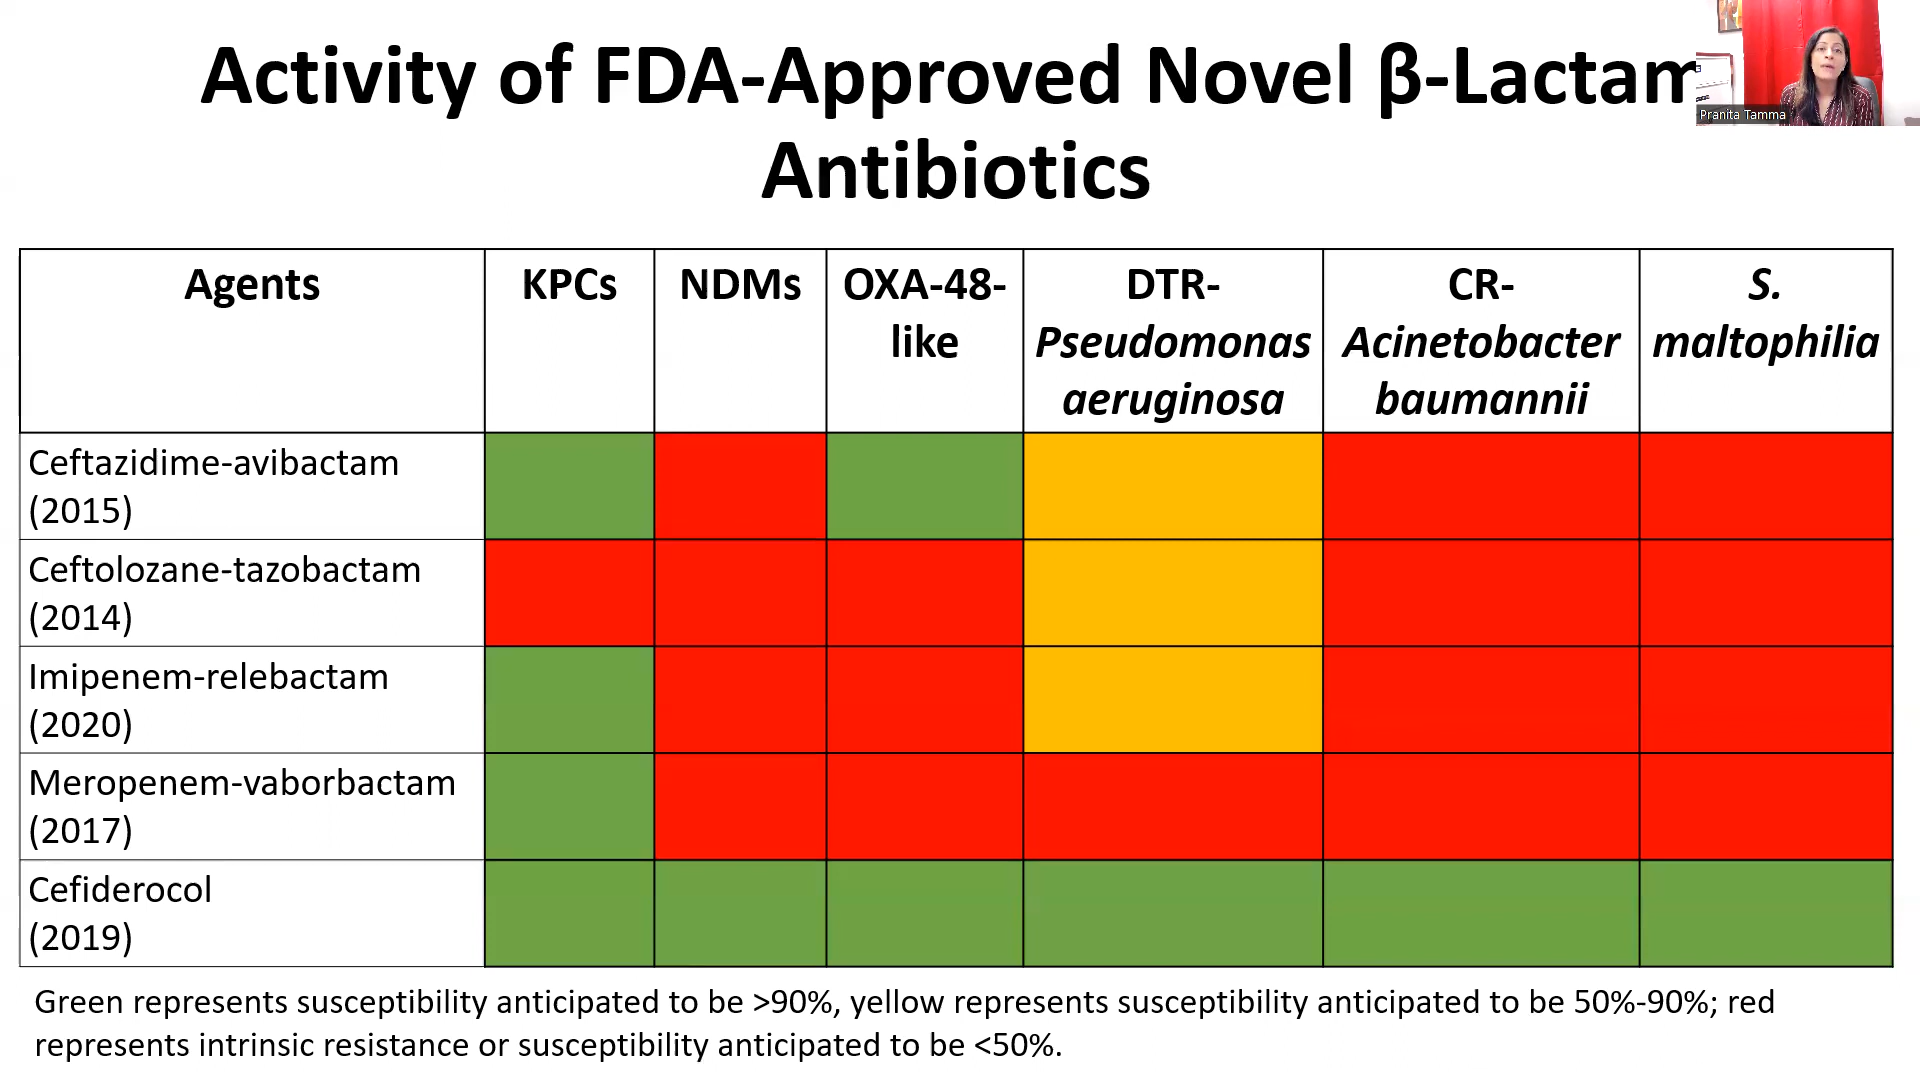 Activity of FDA-Approved Novel β-Lactam
Antibiotics
Pranita Tamma
Agents
KPCs
NDMs
OXA-48-
like
DTR-
Pseudomonas
aeruginosa
CR-
Acinetobacter
baumannii
S.
maltophilia
Ceftazidime-avibactam
(2015)
Ceftolozane-tazobactam
(2014)
Imipenem-relebactam
(2020)
Meropenem-vaborbactam
(2017)
Cefiderocol
(2019)
Green represents susceptibility anticipated to be >90%, yellow represents susceptibility anticipated to be 50%-90%; red
represents intrinsic resistance or susceptibility anticipated to be <50%.